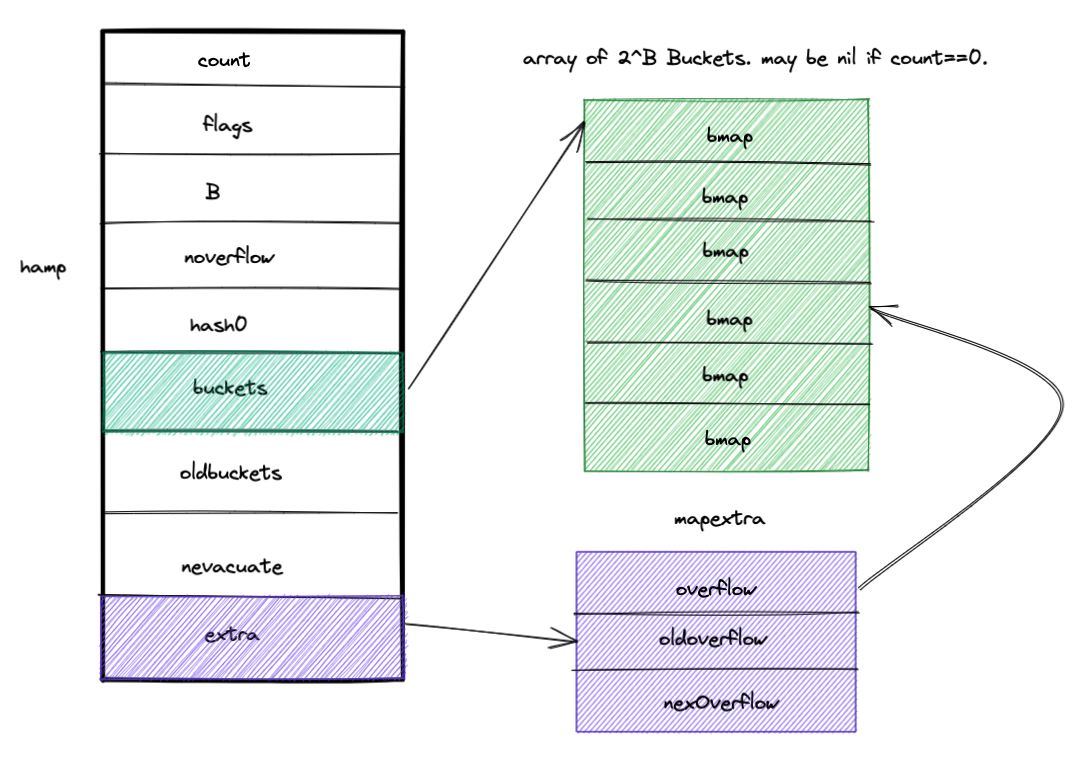 hamp
count
flags
B
noverflow
hash0
buckets
oldbuckets
nevacuate
extra
array of 2^B Buckets. may be nil if count==0.
bmap
bmap
bmap
bmap
bmap
bmap
mapextra
overflow
oldoverflow
nexOverflow